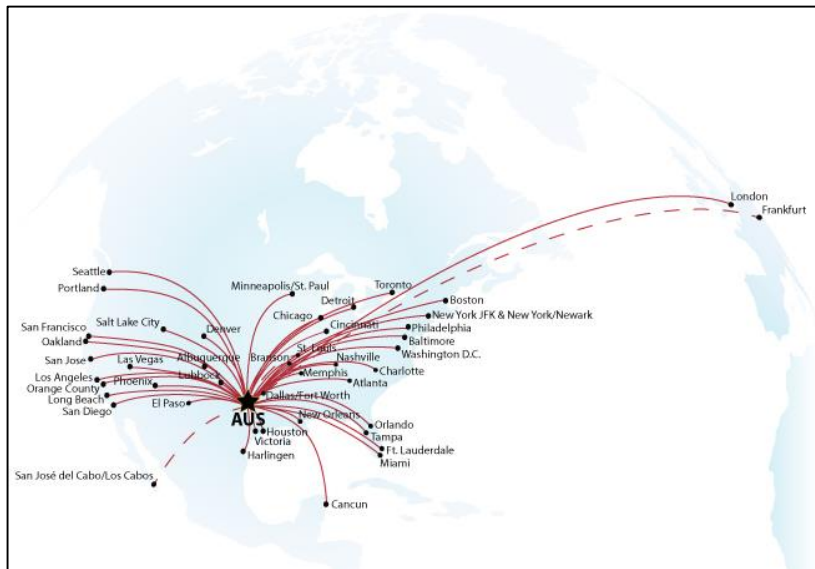 London
Frankfurt
Seattle
Portland
Minneapolis/St. Paul
Toronto
Detroit
Boston
Chicago
New York JFK & New York/Newark
San Francisco
Salt Lake City
Denver
Cincinnati
Philadelphia
Oakland
Baltimore
St. Louis
Washington D.C.
San Jose
Las Vegas
Albuquerque
Branson
Nashville
Los Angeles
Phoenix
Lubbock
Memphis
Charlotte
Orange County
Atlanta
Long Beach
El Paso
Dallas/Fort Worth
San Diego
AUS
New Orleans
Orlando
Houston
Tampa
Victoria
Ft. Lauderdale
Harlingen
Miami
San José del Cabo/Los Cabos
Cancun